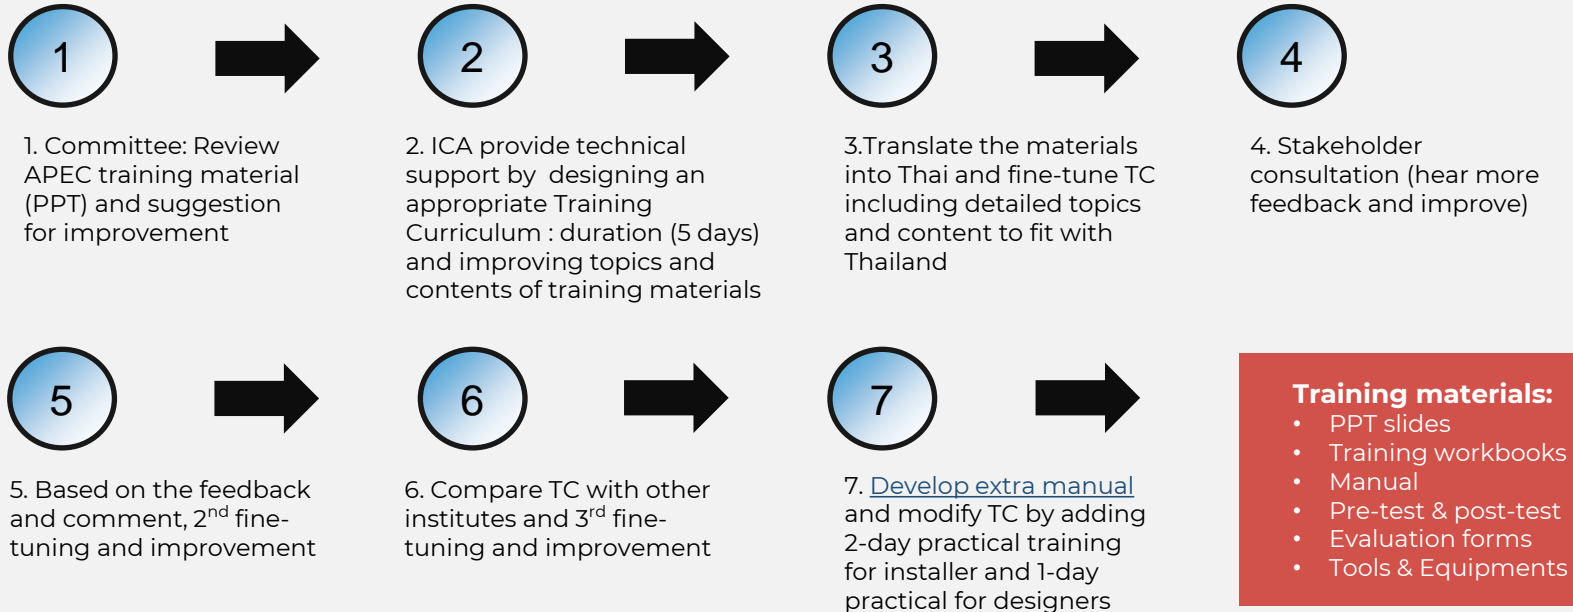 1
2
3
4
1. Committee: Review
APEC training material
(PPT) and suggestion
for improvement
2. ICA provide technical
support by designing an
appropriate Training
Curriculum : duration (5 days)
and improving topics and
contents of training materials
3.Translate the materials
into Thai and fine-tune TC
including detailed topics
and content to fit with
Thailand
4. Stakeholder
consultation (hear more
feedback and improve)
5
6
7
5. Based on the feedback
and comment, 2nd fine-
tuning and improvement
6. Compare TC with other
institutes and 3rd fine-
tuning and improvement
7. Develop extra manual
and modify TC by adding
2-day practical training
for installer and 1-day
practical for designers
Training materials:
• PPT slides
• Training workbooks
• Manual
• Pre-test & post-test
• Evaluation forms
• Tools & Equipments